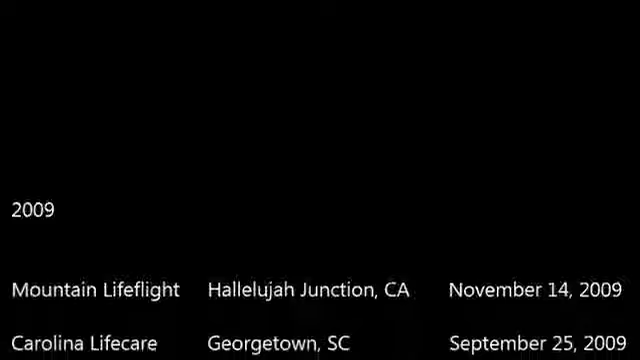 2009
Mountain Lifeflight Hallelujah Junction, CA November 14, 2009
Carolina Lifecare Georgetown, SC September 25, 2009